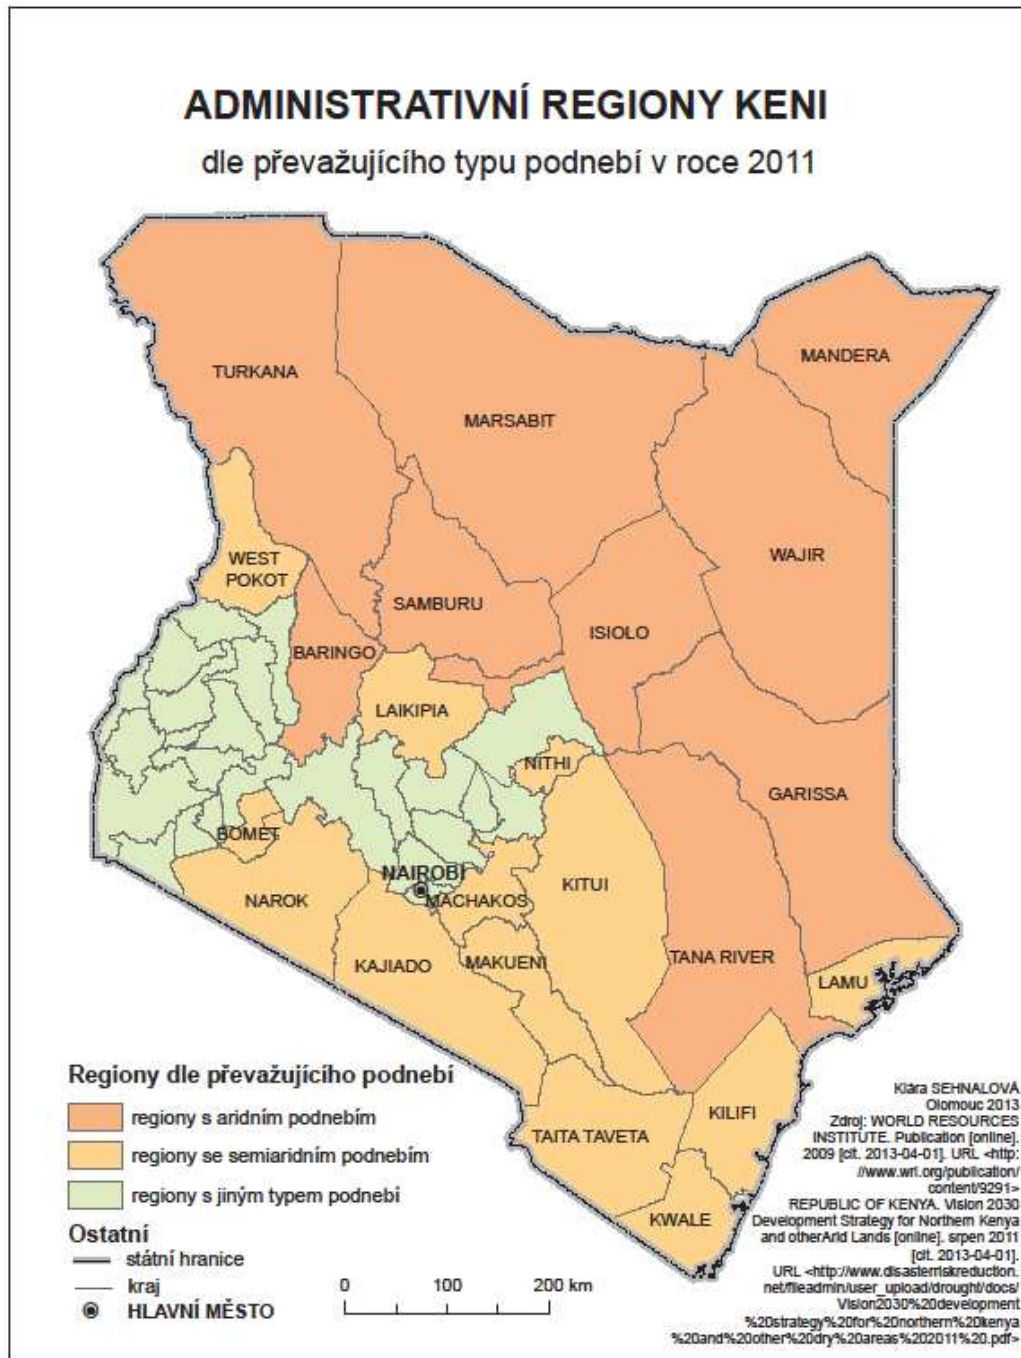 ADMINISTRATIVNÍ REGIONY KENI
dle převažujícího typu podnebí v roce 2011
MANDERA
TURKANA
MARSABIT
WAJIR
WEST
POKOT
SAMBURU
ISIOLO
BARINGO
LAIKIPIA
NITHI
GARISSA
BOMET
NAIROBI
KITUI
NAROK
MACHAKOS
TANA RIVER
KAJIADO
MAKUENI
LAMU
KILIFI
TAITA TAVETA
KWALE
Regiony dle převažujícího podnebí
regiony s aridním podnebím
regiony se semiaridním podnebím
regiony s jiným typem podnebí
Ostatní
státní hranice
kraj
HLAVNÍ MĚSTO
0 100 200 km
Klára SEHNALOVÁ
Olomouc 2013
Zdroj: WORLD RESOURCES
INSTITUTE. Publication [online].
2009 [cit. 2013-04-01]. URL <http:
//www.wri.org/publication/
content/9291>
REPUBLIC OF KENYA. Vision 2030
Development Strategy for Northern Kenya
and otherArid Lands [online]. srpen 2011
[cit. 2013-04-01].
URL <http://www.disasterriskreduction.
net/fileadmin/user_upload/drought/docs/
Vision2030%20development
%20strategy%20for%20northern%20kenya
%20and%20other%20dry%20areas%202011%20.pdf>